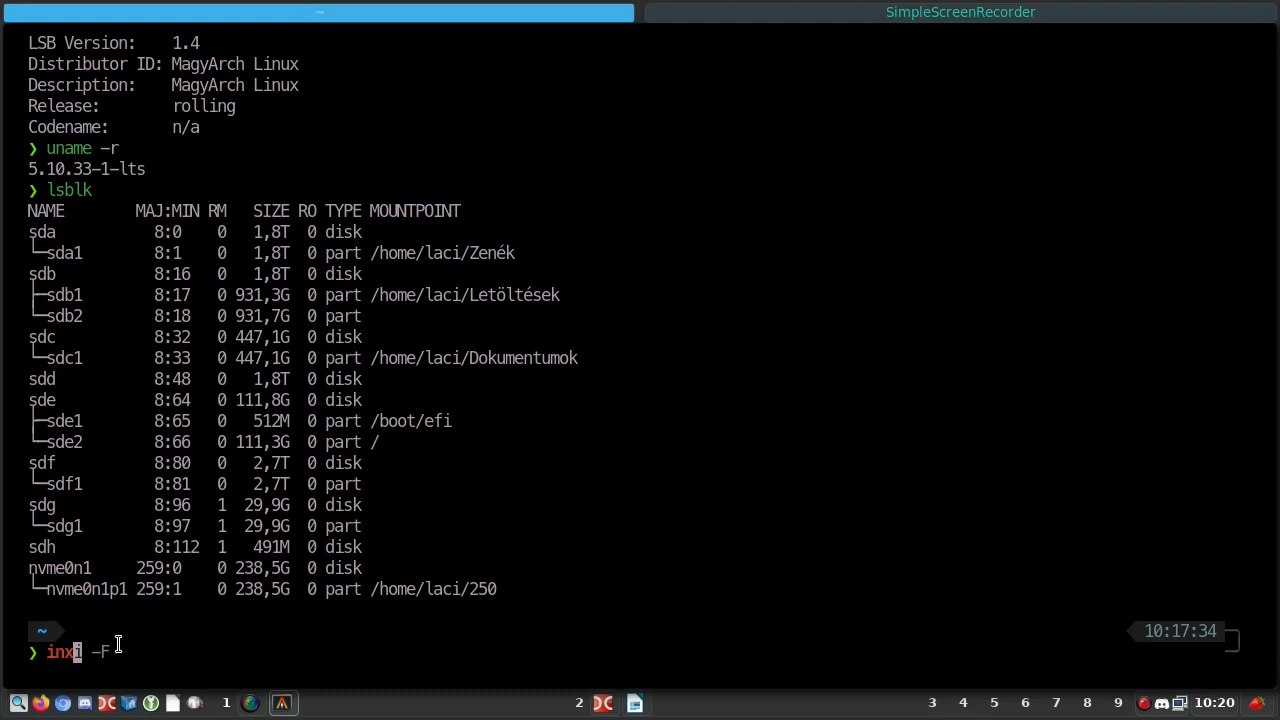 ~ SimpleScreenRecorder
LSB Version: 1.4
Distributor ID: MagyArch Linux
Description: MagyArch Linux
Release: rolling
Codename: n/a
❯ uname -r
5.10.33-1-lts
❯ lsblk
NAME MAJ:MIN RM SIZE RO TYPE MOUNTPOINT
sda 8:0 0 1,8T 0 disk
└─sda1 8:1 0 1,8T 0 part /home/laci/Zenék
sdb 8:16 0 1,8T 0 disk
├─sdb1 8:17 0 931,3G 0 part /home/laci/Letöltések
└─sdb2 8:18 0 931,7G 0 part
sdc 8:32 0 447,1G 0 disk
└─sdc1 8:33 0 447,1G 0 part /home/laci/Dokumentumok
sdd 8:48 0 1,8T 0 disk
sde 8:64 0 111,8G 0 disk
├─sde1 8:65 0 512M 0 part /boot/efi
└─sde2 8:66 0 111,3G 0 part /
sdf 8:80 0 2,7T 0 disk
└─sdf1 8:81 0 2,7T 0 part
sdg 8:96 1 29,9G 0 disk
└─sdg1 8:97 1 29,9G 0 part
sdh 8:112 1 491M 0 disk
nvme0n1 259:0 0 238,5G 0 disk
└─nvme0n1p1 259:1 0 238,5G 0 part /home/laci/250
~ 10:17:34
❯ inxi -F
1 2 3 4 5 6 7 8 9 10:20